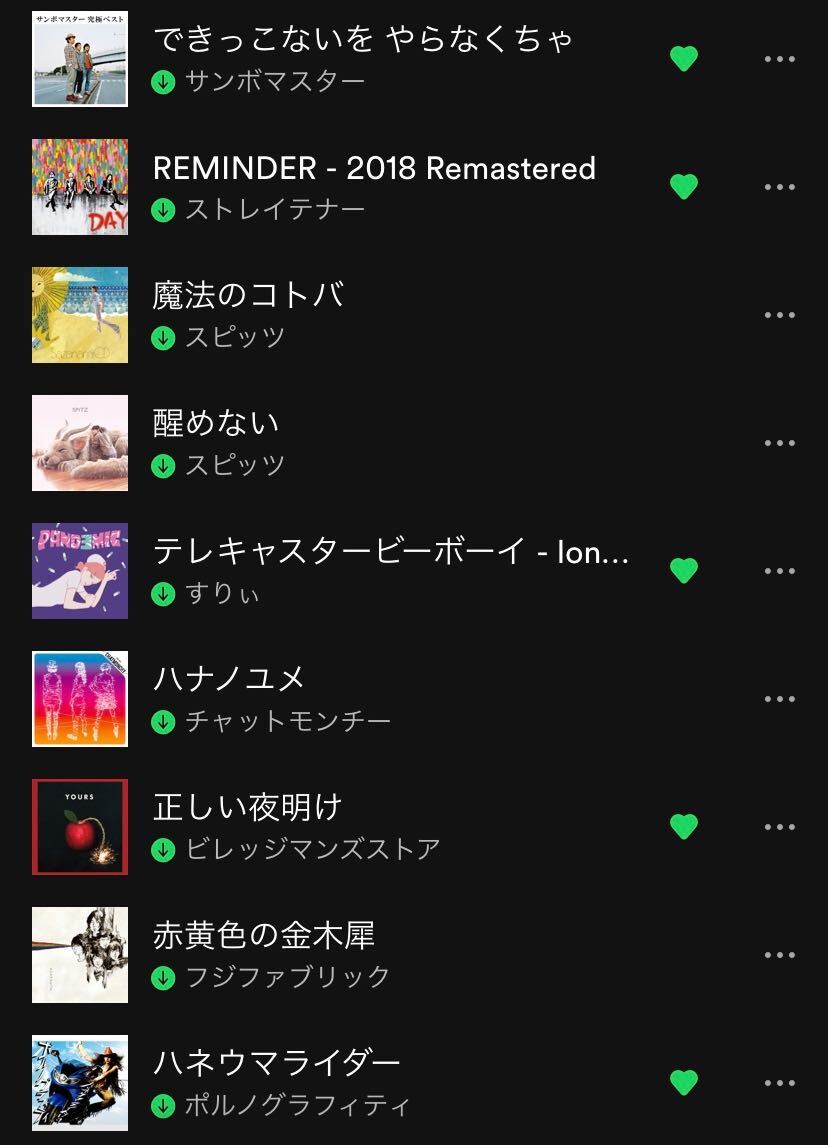 サンボマスター 究極ベスト
できっこないを やらなくちゃ
サンボマスター
REMINDER - 2018 Remastered
ストレイテナー
DAY
魔法のコトバ
スピッツ
SazanamiCD
醒めない
スピッツ
SPITZ
テレキャスタービーボーイ - lon...
すりぃ
PANDEMIC
ハナノユメ
チャットモンチー
正しい夜明け
ビレッジマンズストア
YOURS
赤黄色の金木犀
フジファブリック
ハネウマライダー
ポルノグラフィティ